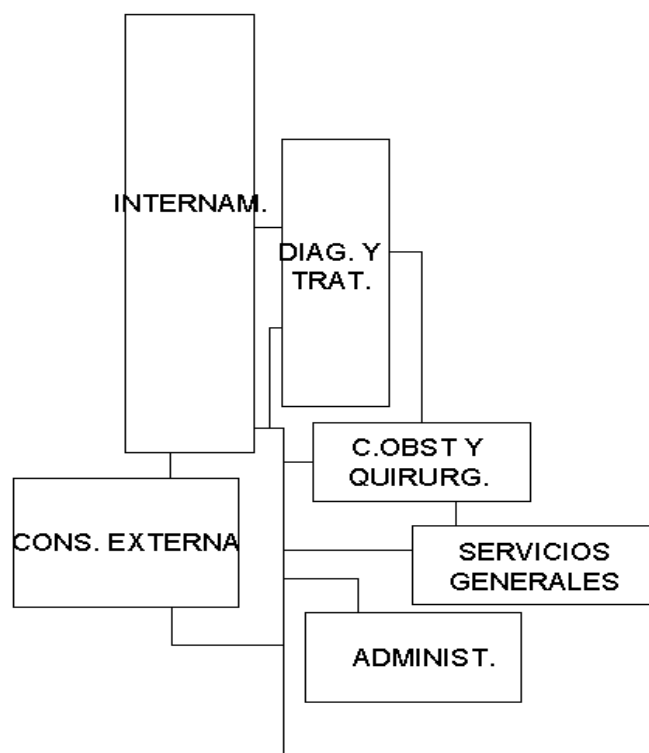 INTERNAM.
DIAG. Y
TRAT.
C.OBST Y
QUIRURG.
CONS. EXTERNA
SERVICIOS
GENERALES
ADMINIST.